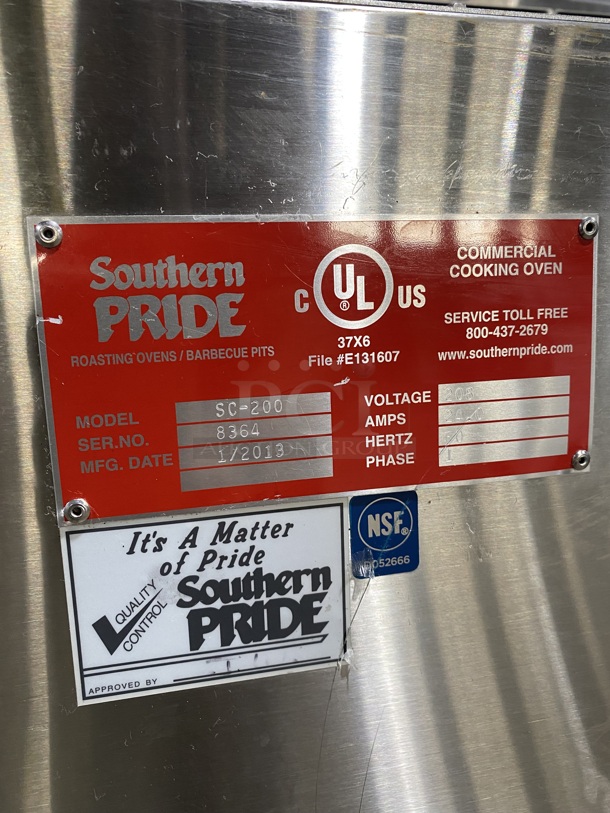 Southern
PRIDE
ROASTING OVENS / BARBECUE PITS
C UL ® US
37X6
File #E131607
COMMERCIAL
COOKING OVEN
SERVICE TOLL FREE
800-437-2679
www.southernpride.com
MODEL SC-200
SER.NO. 8364
MFG. DATE 1/2013
VOLTAGE
AMPS
HERTZ
PHASE 1
It's A Matter
of Pride
QUALITY
CONTROL
Southern
PRIDE
APPROVED BY
NSF®